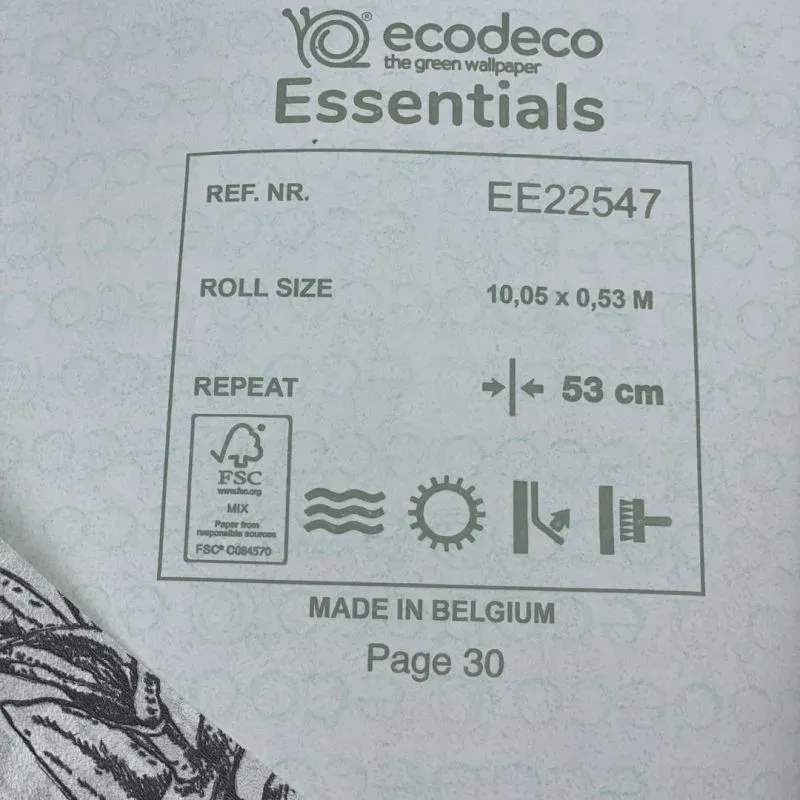 ecodeco®
the green wallpaper
Essentials
REF. NR. EE22547
ROLL SIZE 10,05 x 0,53 M
REPEAT 53 cm
FSC
www.fsc.org
MIX
Paper from
responsible sources
FSC® C084570
MADE IN BELGIUM
Page 30